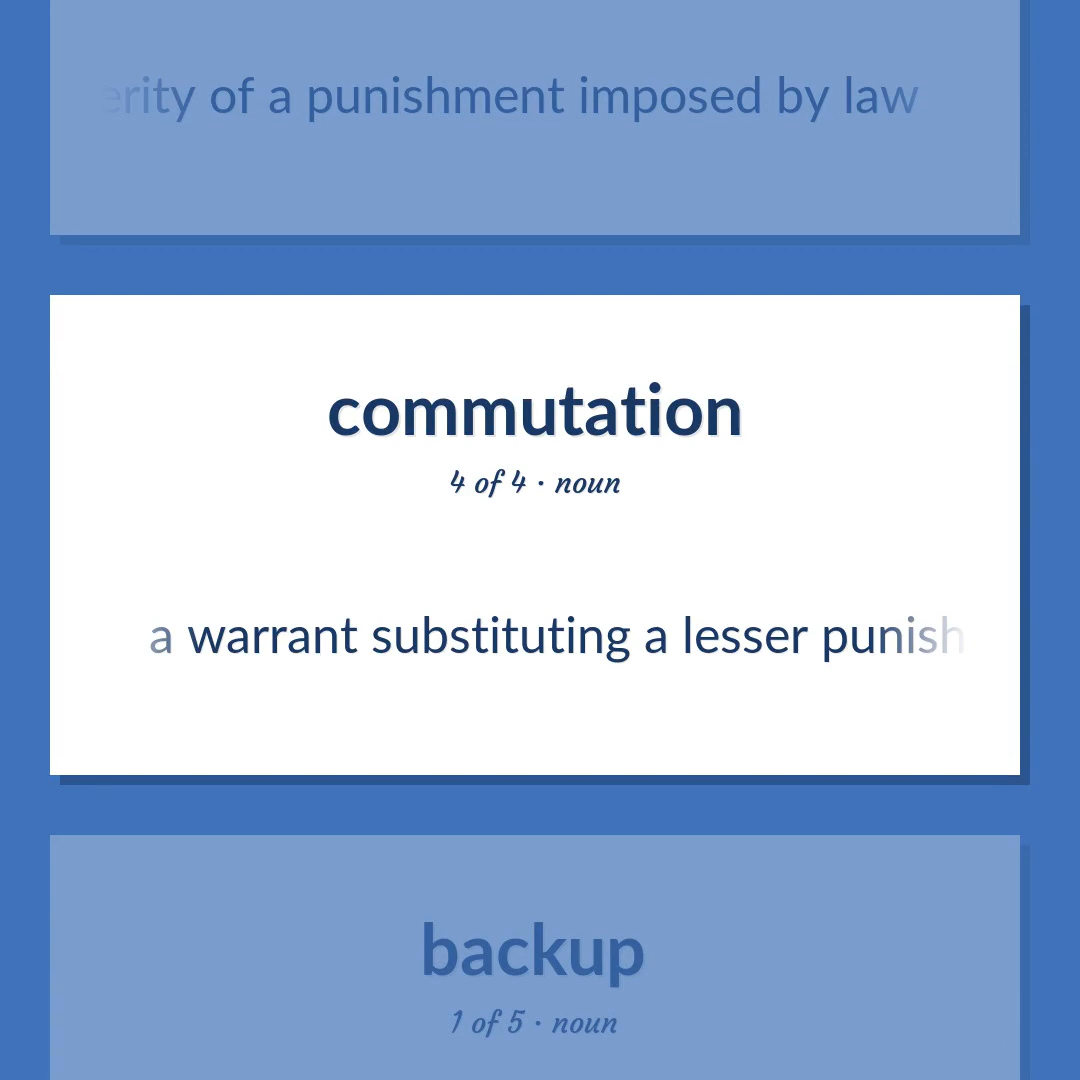 erity of a punishment imposed by law
commutation
4 of 4 · noun
a warrant substituting a lesser punish
backup
1 of 5 · noun